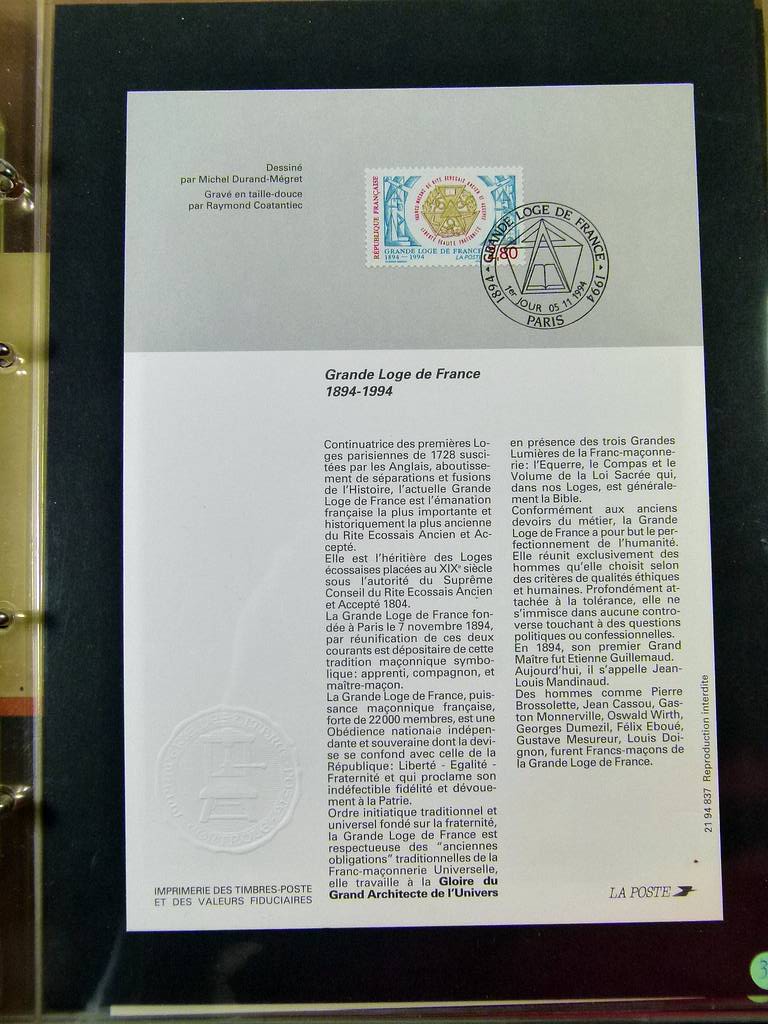 Dessiné
par Michel Durand-Mégret
Gravé en taille-douce
par Raymond Coatantiec
RÉPUBLIQUE FRANÇAISE
GRANDE LOGE DE FRANCE
1894 — 1994
LA POSTE
2,80
LIBERTÉ ÉGALITÉ FRATERNITÉ
1894 GRANDE LOGE DE FRANCE 1994
1er JOUR 05 11 1994
PARIS
Grande Loge de France
1894-1994
Continuatrice des premières Lo-
ges parisiennes de 1728 susci-
tées par les Anglais, aboutisse-
ment de séparations et fusions
de l'Histoire, l'actuelle Grande
Loge de France est l'émanation
française la plus importante et
historiquement la plus ancienne
du Rite Ecossais Ancien et Ac-
cepté.
Elle est l'héritière des Loges
écossaises placées au XIXe siècle
sous l'autorité du Suprême
Conseil du Rite Ecossais Ancien
et Accepté 1804.
La Grande Loge de France fon-
dée à Paris le 7 novembre 1894,
par réunification de ces deux
courants est dépositaire de cette
tradition maçonnique symbo-
lique: apprenti, compagnon, et
maître-maçon.
La Grande Loge de France, puis-
sance maçonnique française,
forte de 22000 membres, est une
Obédience nationale indépen-
dante et souveraine dont la devi-
se se confond avec celle de la
République: Liberté - Egalité -
Fraternité et qui proclame son
indéfectible fidélité et dévoue-
ment à la Patrie.
Ordre initiatique traditionnel et
universel fondé sur la fraternité,
la Grande Loge de France est
respectueuse des "anciennes
obligations" traditionnelles de la
Franc-maçonnerie Universelle,
elle travaille à la Gloire du
Grand Architecte de l'Univers
en présence des trois Grandes
Lumières de la Franc-maçonne-
rie: l'Equerre, le Compas et le
Volume de la Loi Sacrée qui,
dans nos Loges, est générale-
ment la Bible.
Conformément aux anciens
devoirs du métier, la Grande
Loge de France a pour but le per-
fectionnement de l'humanité.
Elle réunit exclusivement des
hommes qu'elle choisit selon
des critères de qualités éthiques
et humaines. Profondément at-
tachée à la tolérance, elle ne
s'immisce dans aucune contro-
verse touchant à des questions
politiques ou confessionnelles.
En 1894, son premier Grand
Maître fut Etienne Guillemaud.
Aujourd'hui, il s'appelle Jean-
Louis Mandinaud.
Des hommes comme Pierre
Brossolette, Jean Cassou, Gas-
ton Monnerville, Oswald Wirth,
Georges Dumezil, Félix Eboué,
Gustave Mesureur, Louis Doi-
gnon, furent Francs-maçons de
la Grande Loge de France.
21 94 837 Reproduction interdite
IMPRIMERIE DES TIMBRES-POSTE
ET DES VALEURS FIDUCIAIRES
LA POSTE
3